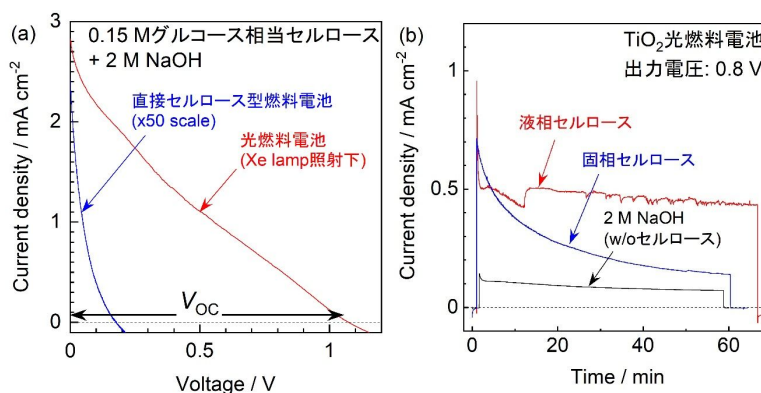 (a)
0.15 Mグルコース相当セルロース
+ 2 M NaOH
直接セルロース型燃料電池
(x50 scale)
光燃料電池
(Xe lamp照射下)
VOC
3
2
1
0
0
0.5
1
Current density / mA cm-2
Voltage / V
(b)
TiO2光燃料電池
出力電圧: 0.8 V
液相セルロース
固相セルロース
2 M NaOH
(w/oセルロース)
1
0.5
0
0
20
40
60
Current density / mA cm-2
Time / min